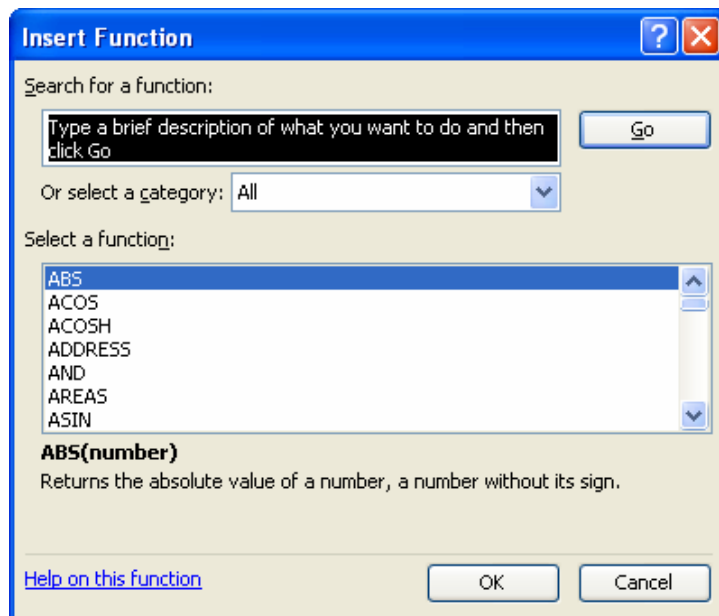 Insert Function
Search for a function:
Type a brief description of what you want to do and then
click Go
Go
Or select a category: All
Select a function:
ABS
ACOS
ACOSH
ADDRESS
AND
AREAS
ASIN
ABS(number)
Returns the absolute value of a number, a number without its sign.
Help on this function
OK
Cancel